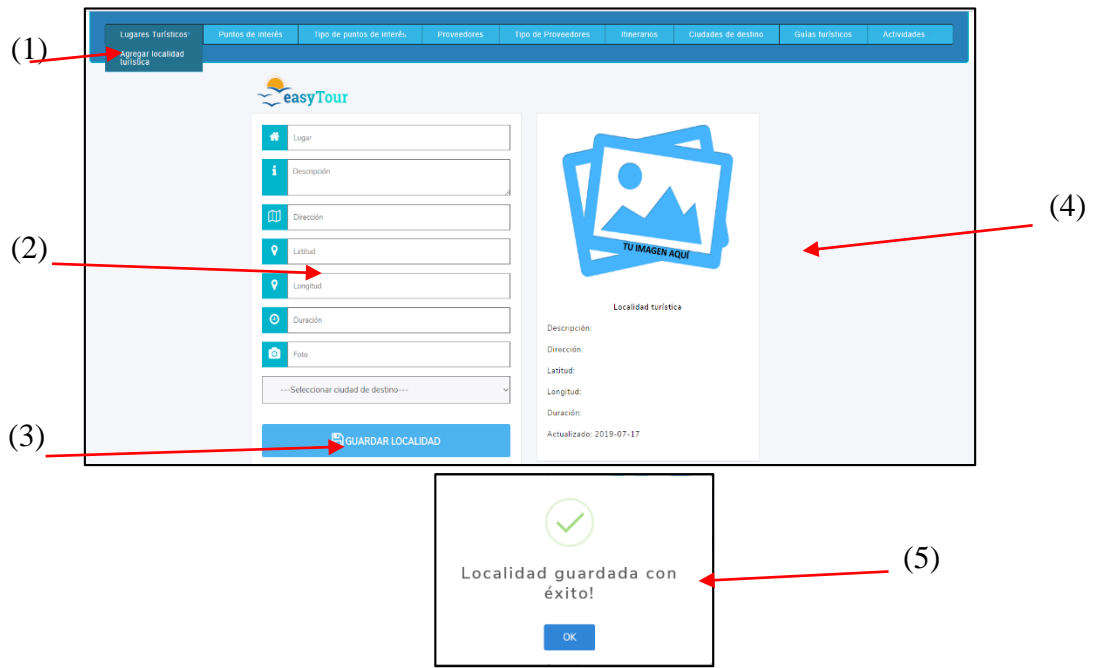 Lugares Turísticos
Puntos de interés
Tipo de puntos de interés
Proveedores
Tipo de Proveedores
Itinerarios
Ciudades de destino
Guías turísticos
Actividades
(1)
Agregar localidad
turística
easyTour
Lugar
Descripción
Dirección
(2)
Latitud
Longitud
Duración
Foto
---Seleccionar ciudad de destino---
(3)
GUARDAR LOCALIDAD
(4)
TU IMAGEN AQUÍ
Localidad turística
Descripción:
Dirección:
Latitud:
Longitud:
Duración:
Actualizado: 2019-07-17
Localidad guardada con
éxito!
(5)
OK